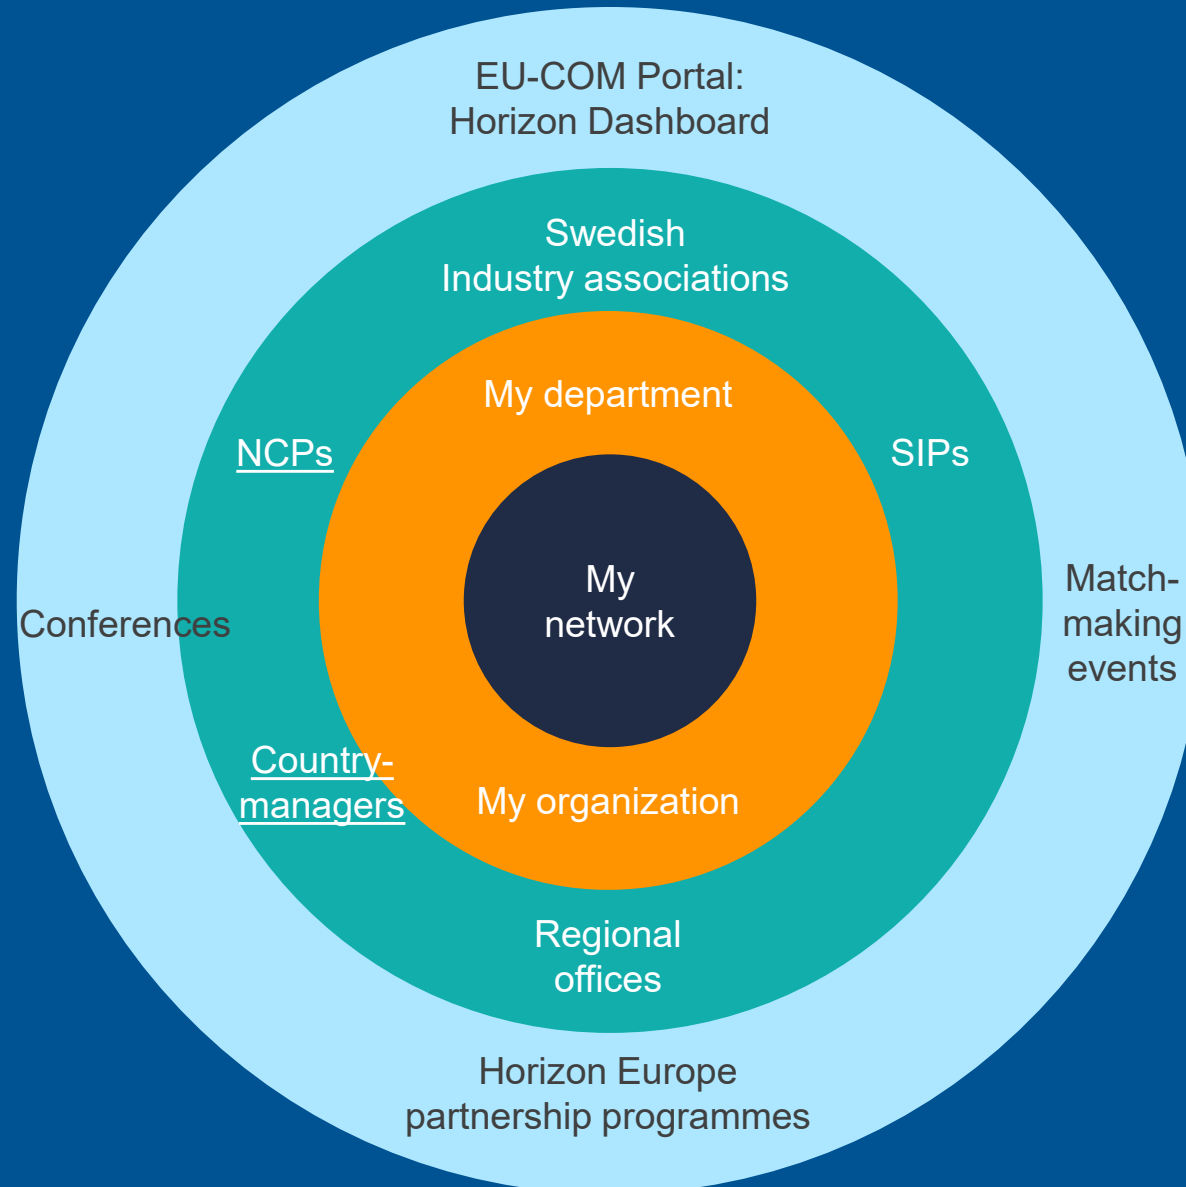 EU-COM Portal:
Horizon Dashboard
Swedish
Industry associations
My department
NCPs
SIPs
My
network
Conferences
Match-
making
events
Country-
managers
My organization
Regional
offices
Horizon Europe
partnership programmes